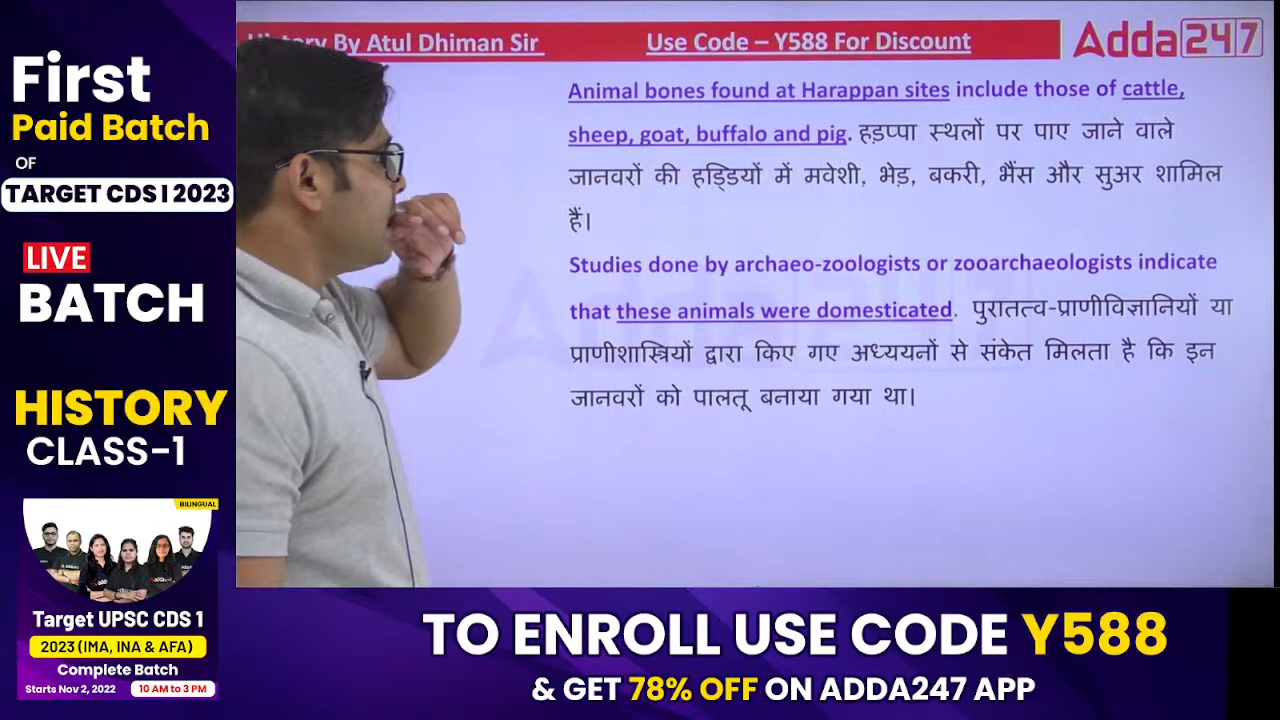 First
Paid Batch
OF
TARGET CDS I 2023
LIVE
BATCH
HISTORY
CLASS-1
BILINGUAL
Target UPSC CDS 1
2023 (IMA, INA & AFA)
Complete Batch
Starts Nov 2, 2022 10 AM to 3 PM
History By Atul Dhiman Sir Use Code – Y588 For Discount
Adda247
Animal bones found at Harappan sites include those of cattle,
sheep, goat, buffalo and pig. हड़प्पा स्थलों पर पाए जाने वाले
जानवरों की हड्डियों में मवेशी, भेड़, बकरी, भैंस और सुअर शामिल
हैं।
Studies done by archaeo-zoologists or zooarchaeologists indicate
that these animals were domesticated. पुरातत्व-प्राणीविज्ञानियों या
प्राणीशास्त्रियों द्वारा किए गए अध्ययनों से संकेत मिलता है कि इन
जानवरों को पालतू बनाया गया था।
TO ENROLL USE CODE Y588
& GET 78% OFF ON ADDA247 APP